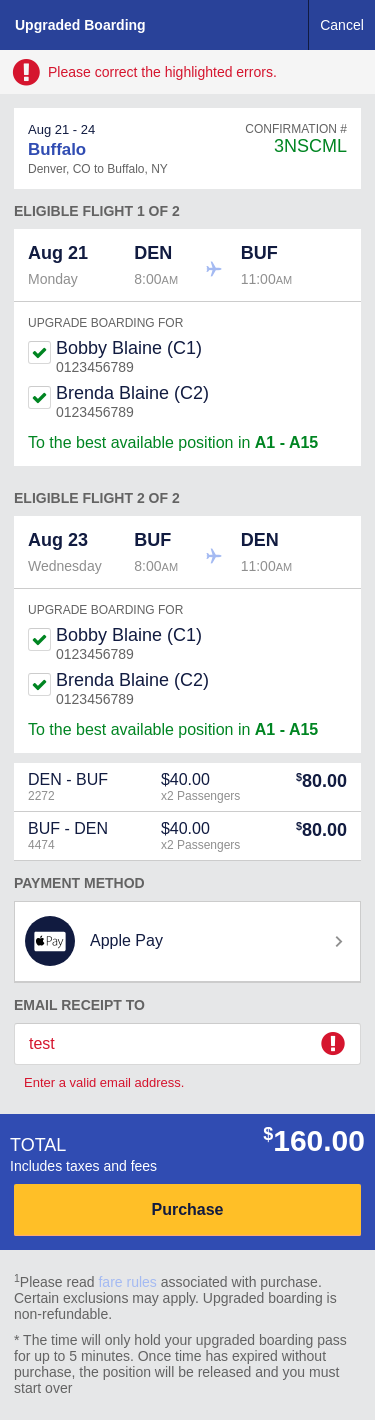 Upgraded Boarding Cancel
Please correct the highlighted errors.
Aug 21 - 24 CONFIRMATION #
Buffalo 3NSCML
Denver, CO to Buffalo, NY
ELIGIBLE FLIGHT 1 OF 2
Aug 21 DEN BUF
Monday 8:00AM 11:00AM
UPGRADE BOARDING FOR
Bobby Blaine (C1)
0123456789
Brenda Blaine (C2)
0123456789
To the best available position in A1 - A15
ELIGIBLE FLIGHT 2 OF 2
Aug 23 BUF DEN
Wednesday 8:00AM 11:00AM
UPGRADE BOARDING FOR
Bobby Blaine (C1)
0123456789
Brenda Blaine (C2)
0123456789
To the best available position in A1 - A15
DEN - BUF $40.00 $80.00
2272 x2 Passengers
BUF - DEN $40.00 $80.00
4474 x2 Passengers
PAYMENT METHOD
Pay Apple Pay
EMAIL RECEIPT TO
test
Enter a valid email address.
TOTAL $160.00
Includes taxes and fees
Purchase
1Please read fare rules associated with purchase.
Certain exclusions may apply. Upgraded boarding is
non-refundable.
* The time will only hold your upgraded boarding pass
for up to 5 minutes. Once time has expired without
purchase, the position will be released and you must
start over